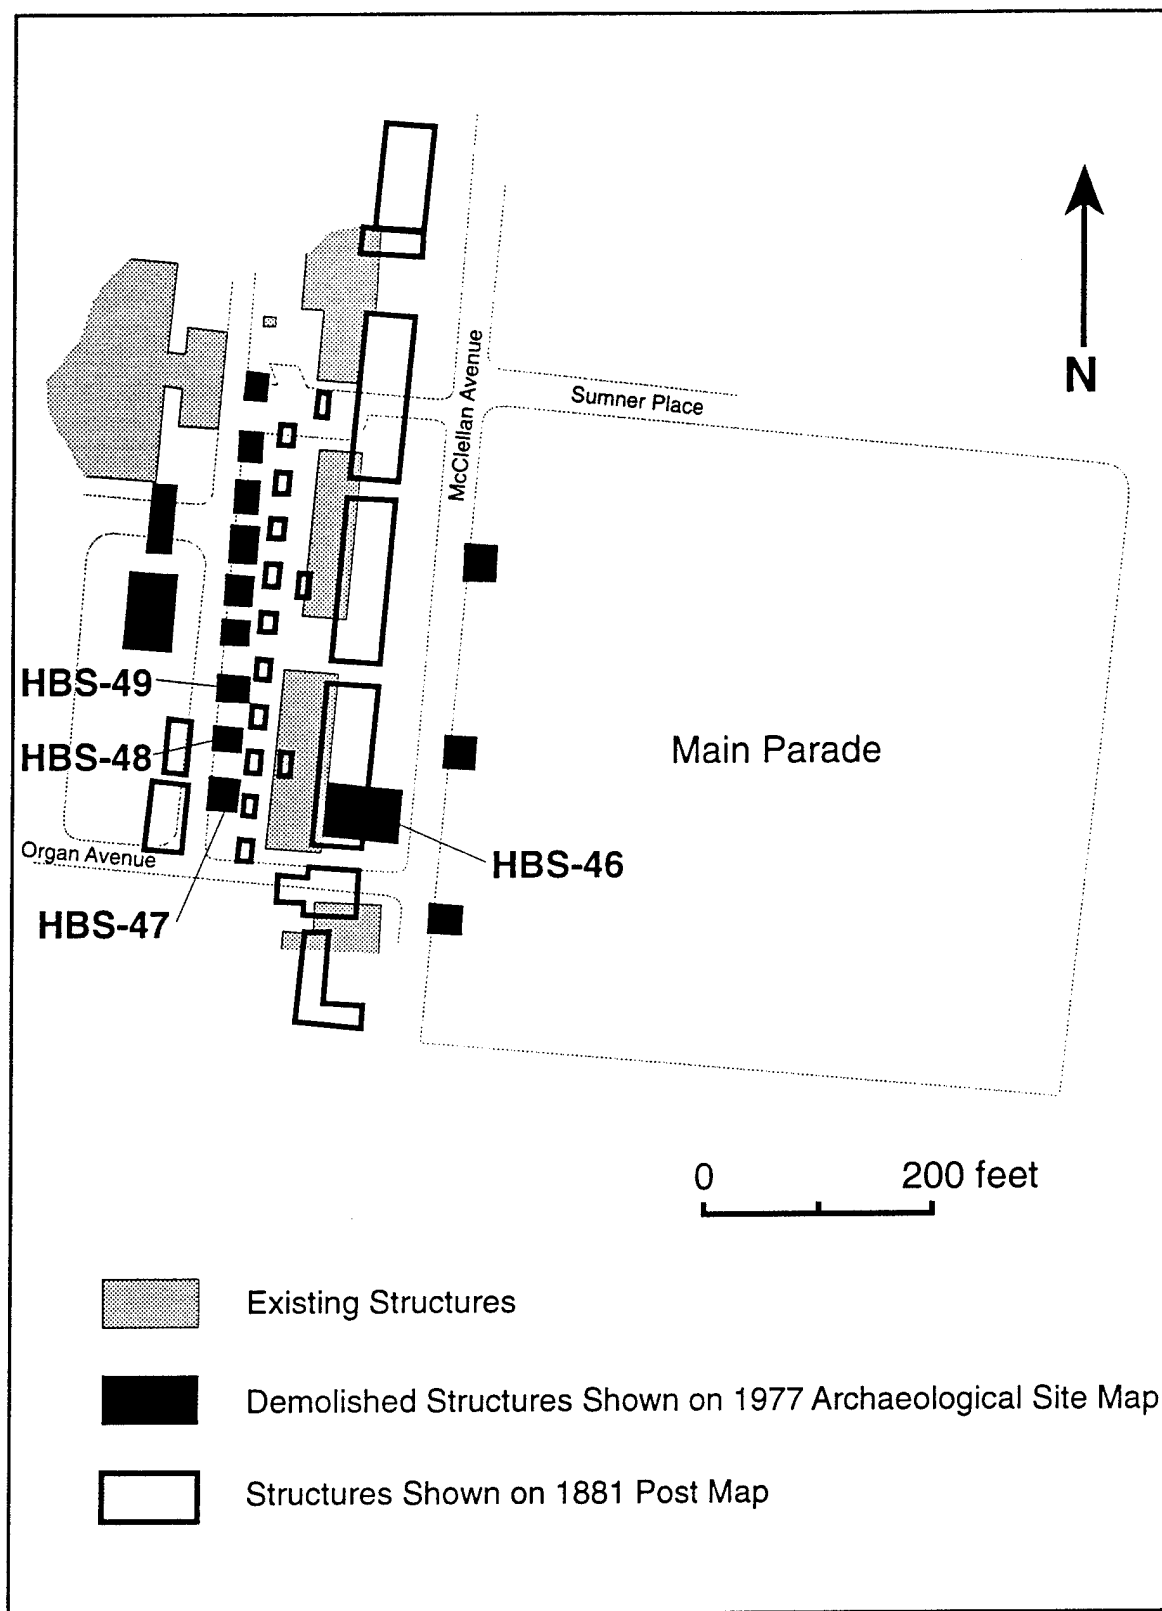 N
McClellan Avenue
Sumner Place
HBS-49
Main Parade
HBS-48
Organ Avenue
HBS-46
HBS-47
0 200 feet
Existing Structures
Demolished Structures Shown on 1977 Archaeological Site Map
Structures Shown on 1881 Post Map